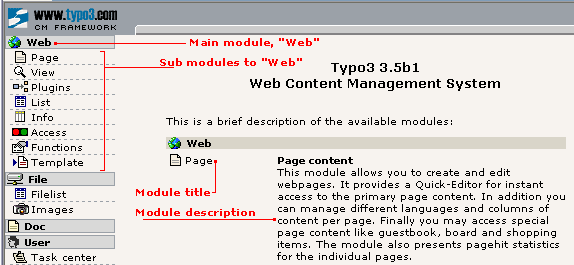 www.typo3.com
CM FRAMEWORK
Web
Page
View
Plugins
List
Info
Access
Functions
Template
File
Filelist
Images
Doc
User
Task center
Main module, "Web"
Sub modules to "Web"
Typo3 3.5b1
Web Content Management System
This is a brief description of the available modules:
Web
Page
Module title
Module description
Page content
This module allows you to create and edit
webpages. It provides a Quick-Editor for instant
access to the primary page content. In addition you
can manage different languages and columns of
content per page. Finally you may access special
page content like guestbook, board and shopping
items. The module also presents pagehit statistics
for the individual pages.